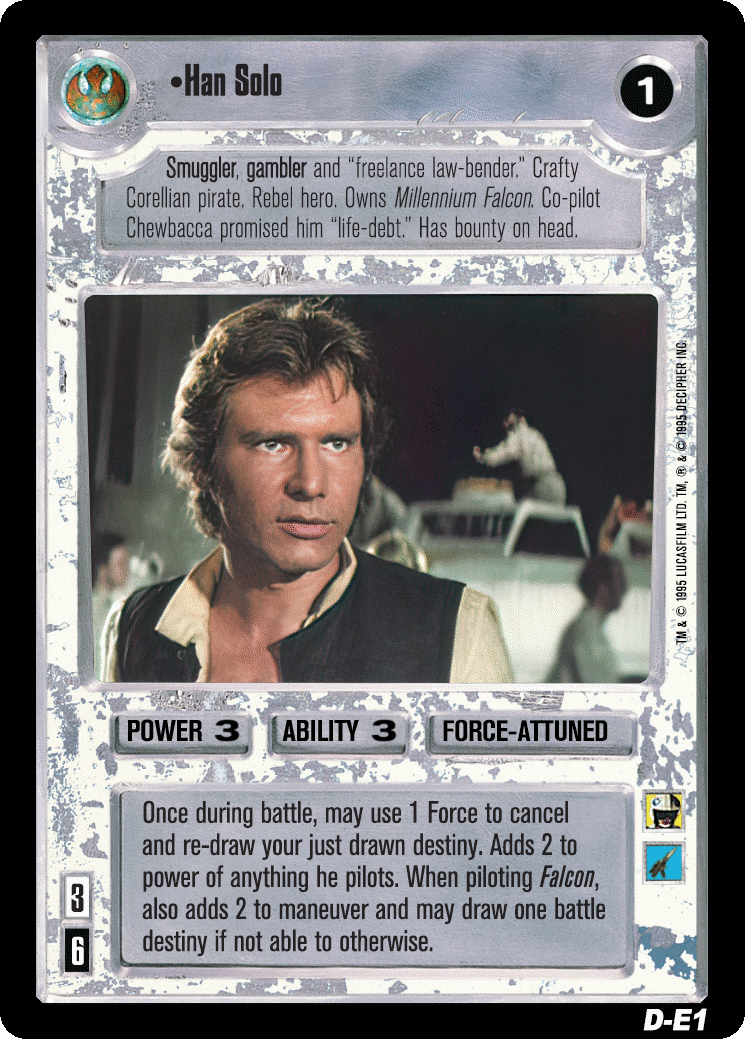 •Han Solo
1
Smuggler, gambler and “freelance law-bender.” Crafty
Corellian pirate. Rebel hero. Owns Millennium Falcon. Co-pilot
Chewbacca promised him “life-debt.” Has bounty on head.
TM & © 1995 LUCASFILM LTD. TM, ® & © 1995 DECIPHER INC.
POWER 3
ABILITY 3
FORCE-ATTUNED
Once during battle, may use 1 Force to cancel
and re-draw your just drawn destiny. Adds 2 to
power of anything he pilots. When piloting Falcon,
also adds 2 to maneuver and may draw one battle
destiny if not able to otherwise.
3
6
D-E1